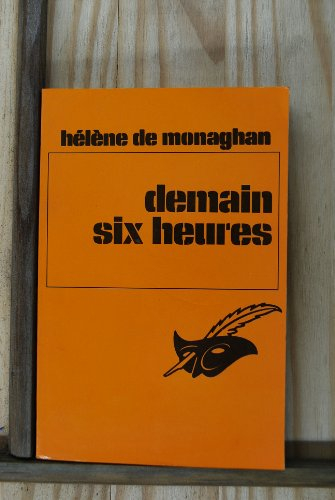 hélène de monaghan
demain
six heures